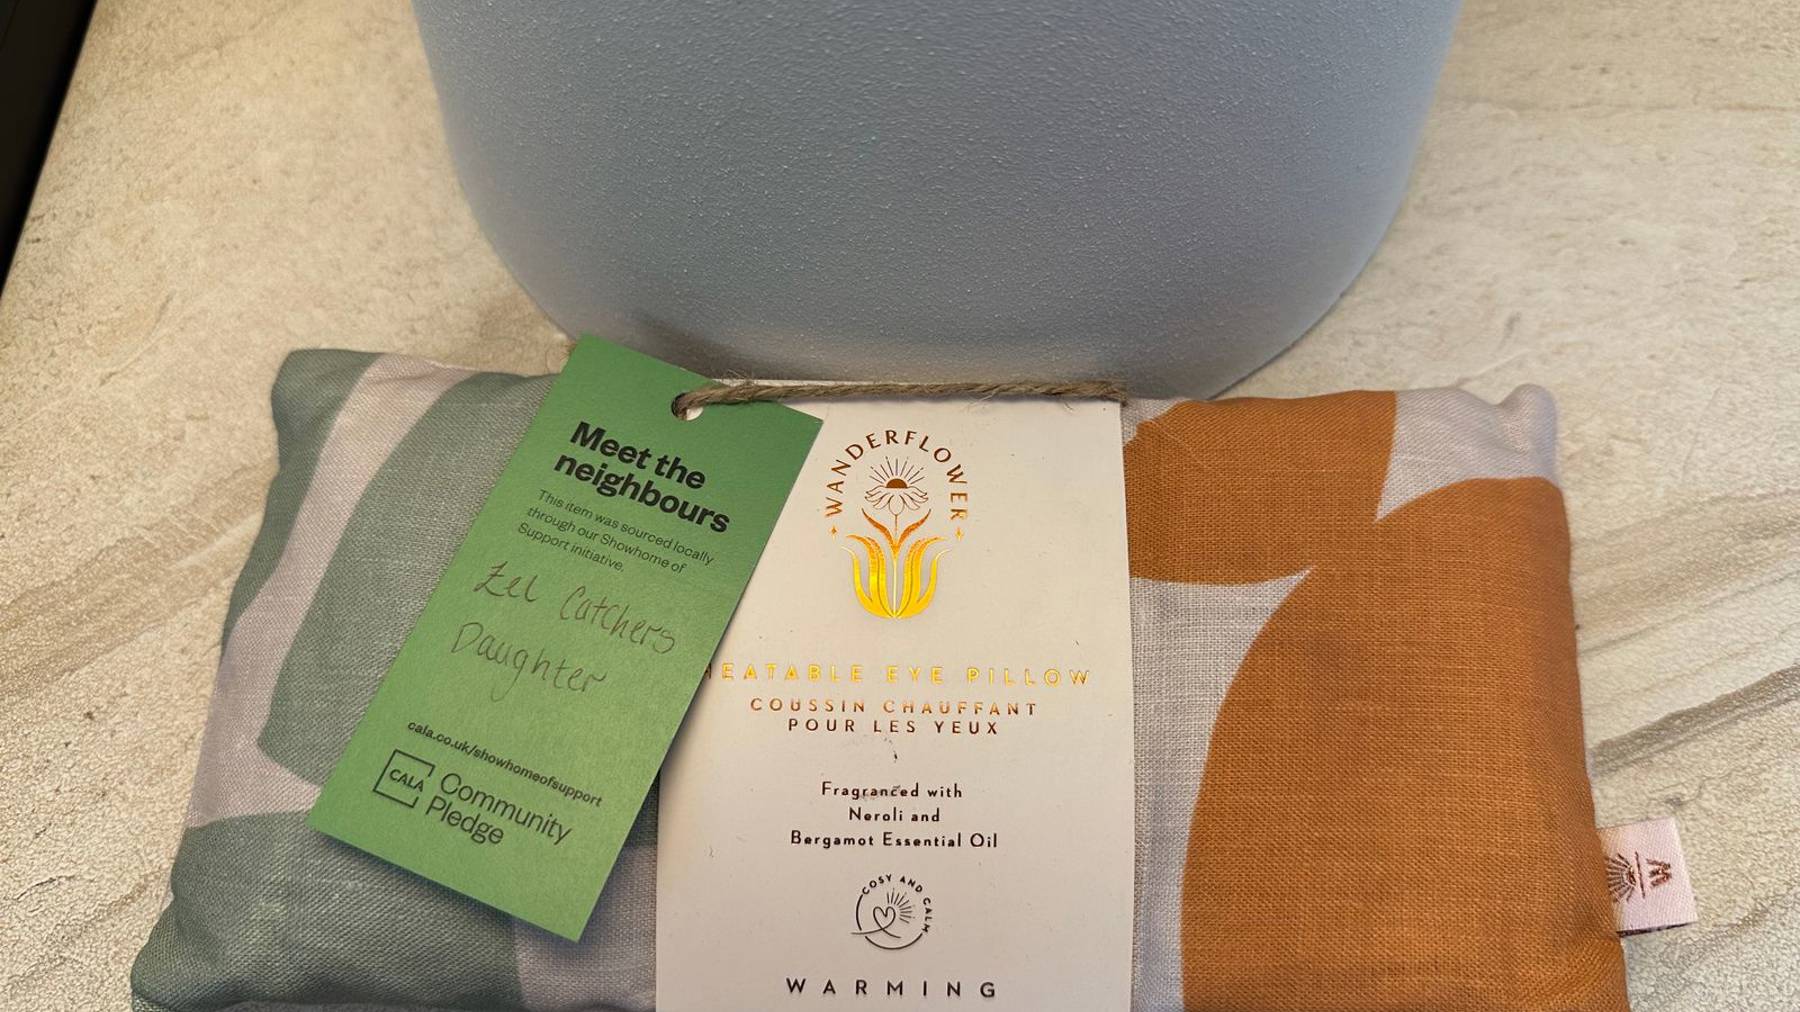 Meet the
neighbours
This item was sourced locally
through our Showhome of
Support initiative.
Eel Catchers
Daughter
cala.co.uk/showhomeofsupport
CALA
Community
Pledge
WANDERFLOWER
HEATABLE EYE PILLOW
COUSSIN CHAUFFANT
POUR LES YEUX
Fragranced with
Neroli and
Bergamot Essential Oil
COSY AND CALM
WARMING
W